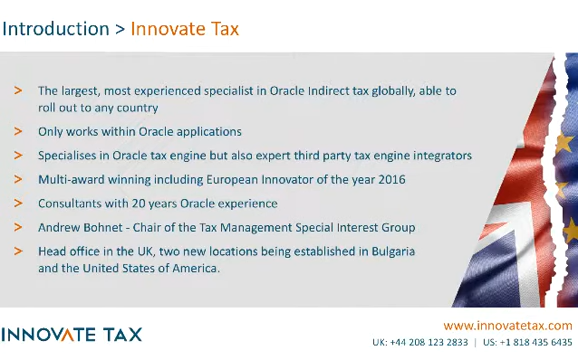 Introduction > Innovate Tax
> The largest, most experienced specialist in Oracle Indirect tax globally, able to
roll out to any country
> Only works within Oracle applications
> Specialises in Oracle tax engine but also expert third party tax engine integrators
> Multi-award winning including European Innovator of the year 2016
> Consultants with 20 years Oracle experience
> Andrew Bohnet - Chair of the Tax Management Special Interest Group
> Head office in the UK, two new locations being established in Bulgaria
and the United States of America.
INNOVATE TAX
www.innovatetax.com
UK: +44 208 123 2833 | US: +1 818 435 6435